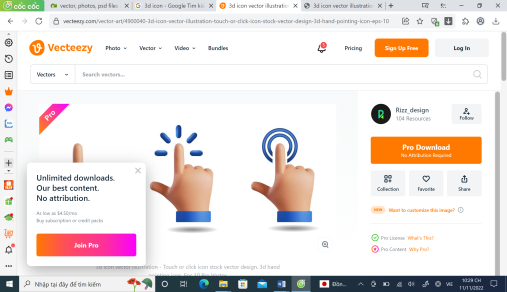 cốc cốc
vector, photos, psd files
3d icon - Google Tìm ki
3d icon vector illustration
3d icon vector illustration
vecteezy.com/vector-art/4900040-3d-icon-vector-illustration-touch-or-click-icon-stock-vector-design-3d-hand-pointing-icon-eps-10
Vecteezy
Photo
Vector
Video
Bundles
Pricing
Sign Up Free
Log In
Vectors
Search vectors...
Pro
Rizz_design
104 Resources
Follow
Pro Download
No Attribution Required
Collection
Favorite
Share
NEW
Want to customize this image?
Pro License What's This?
Pro Content Why Pro?
Unlimited downloads.
Our best content.
No attribution.
As low as $4.50/mo
Buy subscription or credit packs
Join Pro
3d icon vector illustration - Touch or click icon stock vector design. 3d hand
Nhập tại đây để tìm kiếm
Đôn...
VIE
10:29 CH
11/11/2022